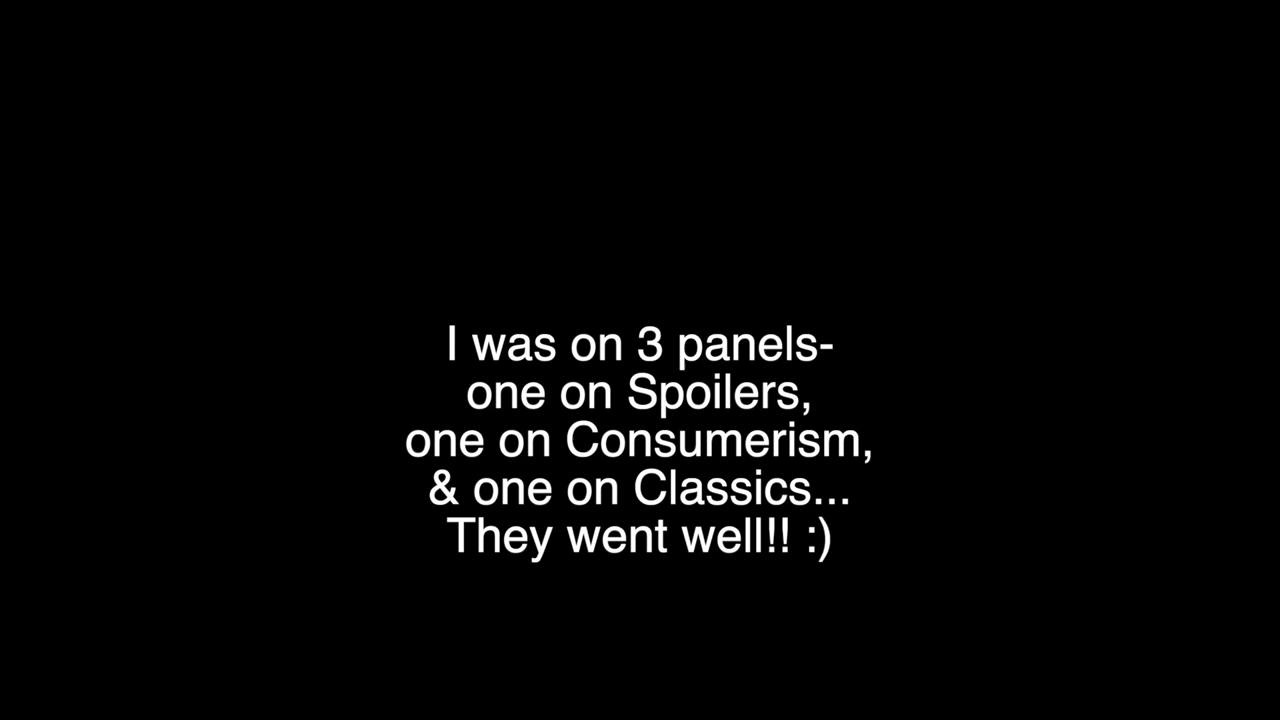 I was on 3 panels-
one on Spoilers,
one on Consumerism,
& one on Classics...
They went well!! :)